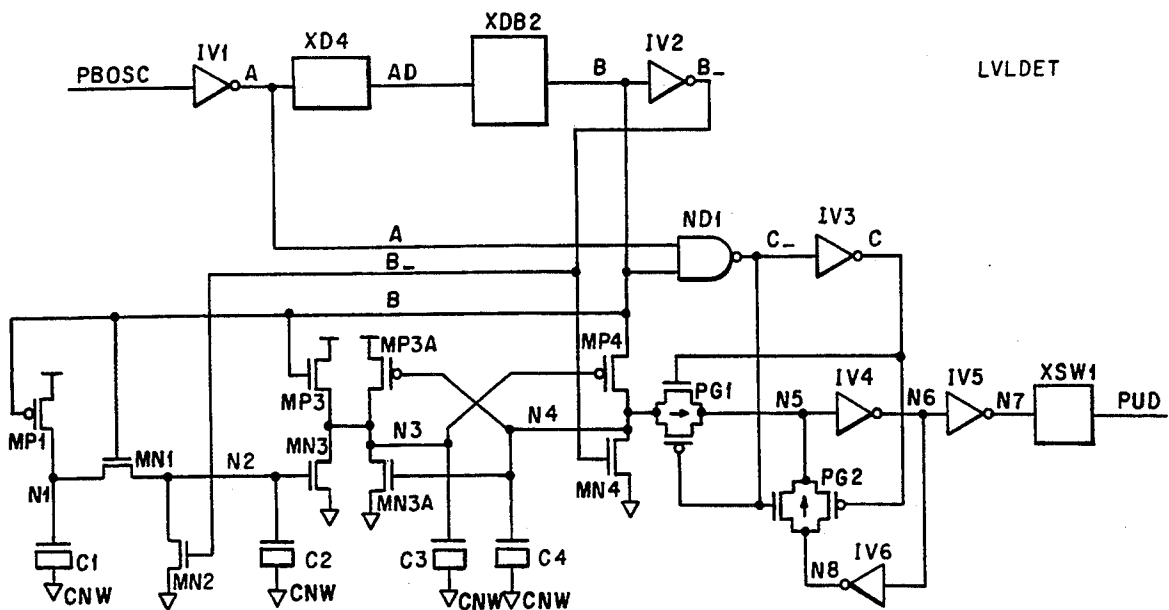 XDB2
XD4
IV1
IV2
PBOSC
A
AD
B
B_
LVLDET
ND1
IV3
A
C_
C
B_
B
MP3A
MP4
MP3
PG1
IV4
IV5
XSW1
MP1
N5
N6
N7
PUD
N4
N3
MN3
MN1
N2
N1
MN3A
MN4
PG2
C1
MN2
C2
C3
C4
N8
IV6
CNW
CNW
CNW
CNW